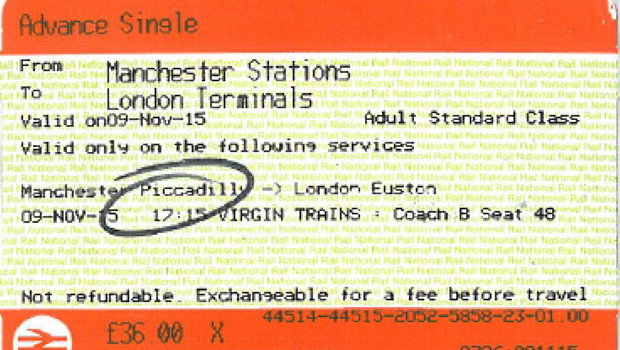 Advance Single
From Manchester Stations
To London Terminals
Valid on09-Nov-15 Adult Standard Class
Valid only on the following services
Manchester Piccadilly -> London Euston
09-NOV-15 17:15 VIRGIN TRAINS : Coach B Seat 48
Not refundable. Exchangeable for a fee before travel
44514-44515-2052-5858-23-01.00
£36.00 X